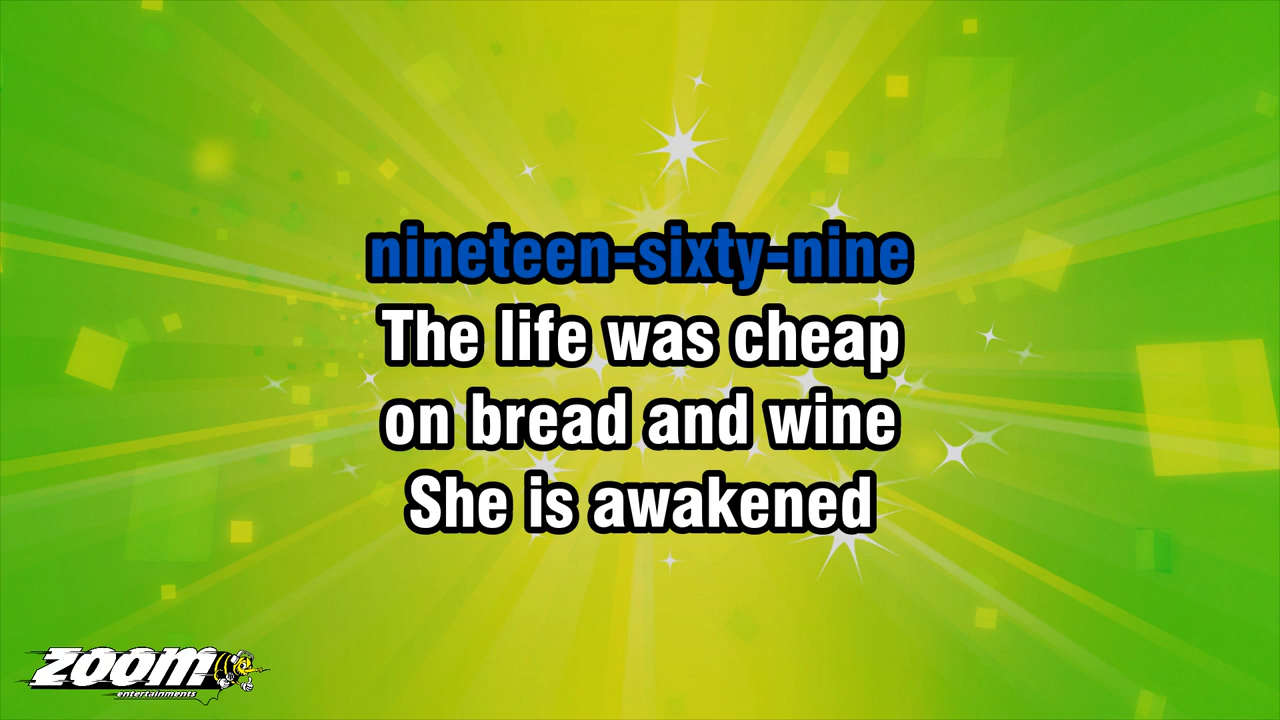 nineteen-sixty-nine
The life was cheap
on bread and wine
She is awakened
zoom
entertainments